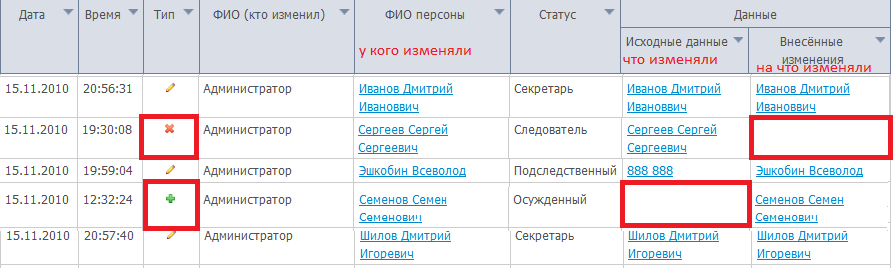 Дата Время Тип ФИО (кто изменил) ФИО персоны Статус Данные
у кого изменяли
Исходные данные Внесённые изменения
что изменяли на что изменяли
15.11.2010 20:56:31 Администратор Иванов Дмитрий Секретарь Иванов Дмитрий Иванов Дмитрий
Иванович Иванович Иванович
15.11.2010 19:30:08 Администратор Сергеев Сергей Следователь Сергеев Сергей
Сергеевич Сергеевич
15.11.2010 19:59:04 Администратор Эшкобин Всеволод Подследственный 888 888 Эшкобин Всеволод
15.11.2010 12:32:24 Администратор Семенов Семен Осужденный Семенов Семен
Семенович Семенович
15.11.2010 20:57:40 Администратор Шилов Дмитрий Секретарь Шилов Дмитрий Шилов Дмитрий
Игоревич Игоревич Игоревич